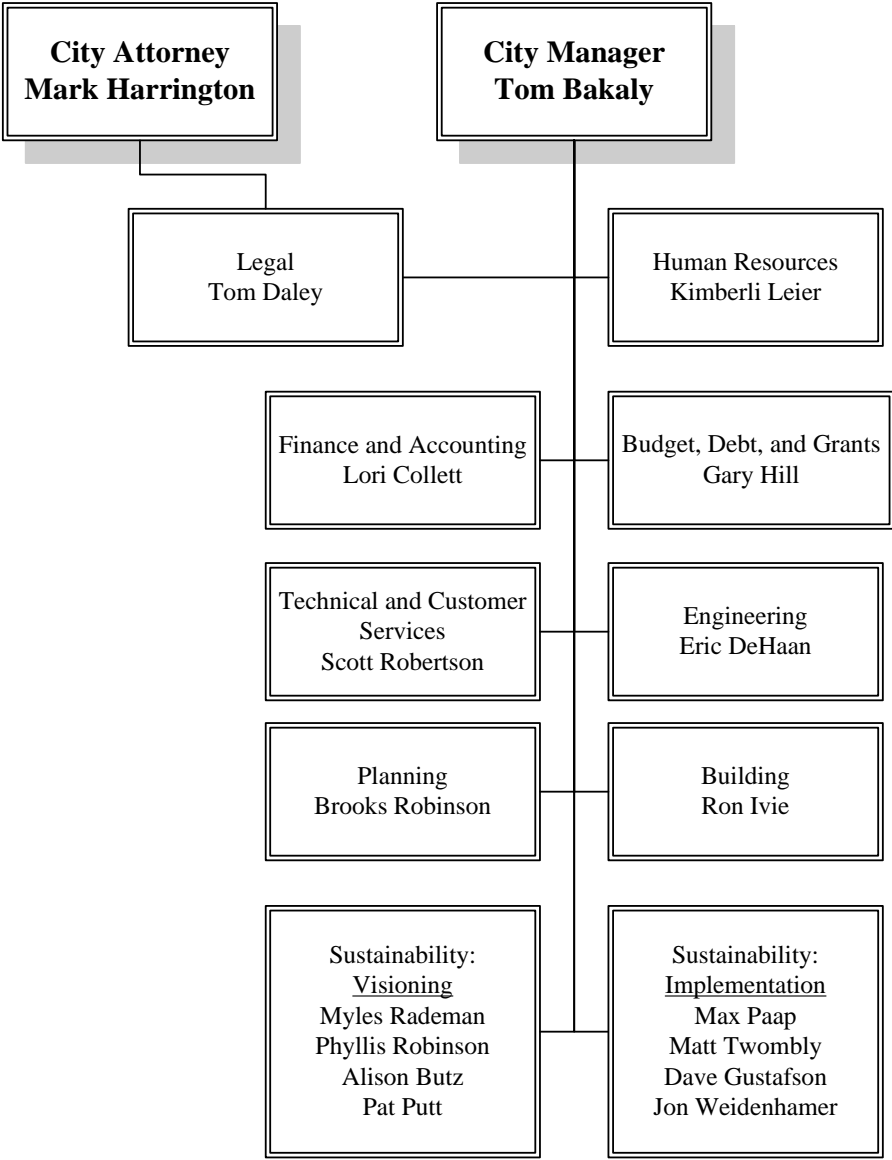 City Attorney
Mark Harrington
City Manager
Tom Bakaly
Legal
Tom Daley
Human Resources
Kimberli Leier
Finance and Accounting
Lori Collett
Budget, Debt, and Grants
Gary Hill
Technical and Customer
Services
Scott Robertson
Engineering
Eric DeHaan
Planning
Brooks Robinson
Building
Ron Ivie
Sustainability:
Visioning
Myles Rademan
Phyllis Robinson
Alison Butz
Pat Putt
Sustainability:
Implementation
Max Paap
Matt Twombly
Dave Gustafson
Jon Weidenhamer